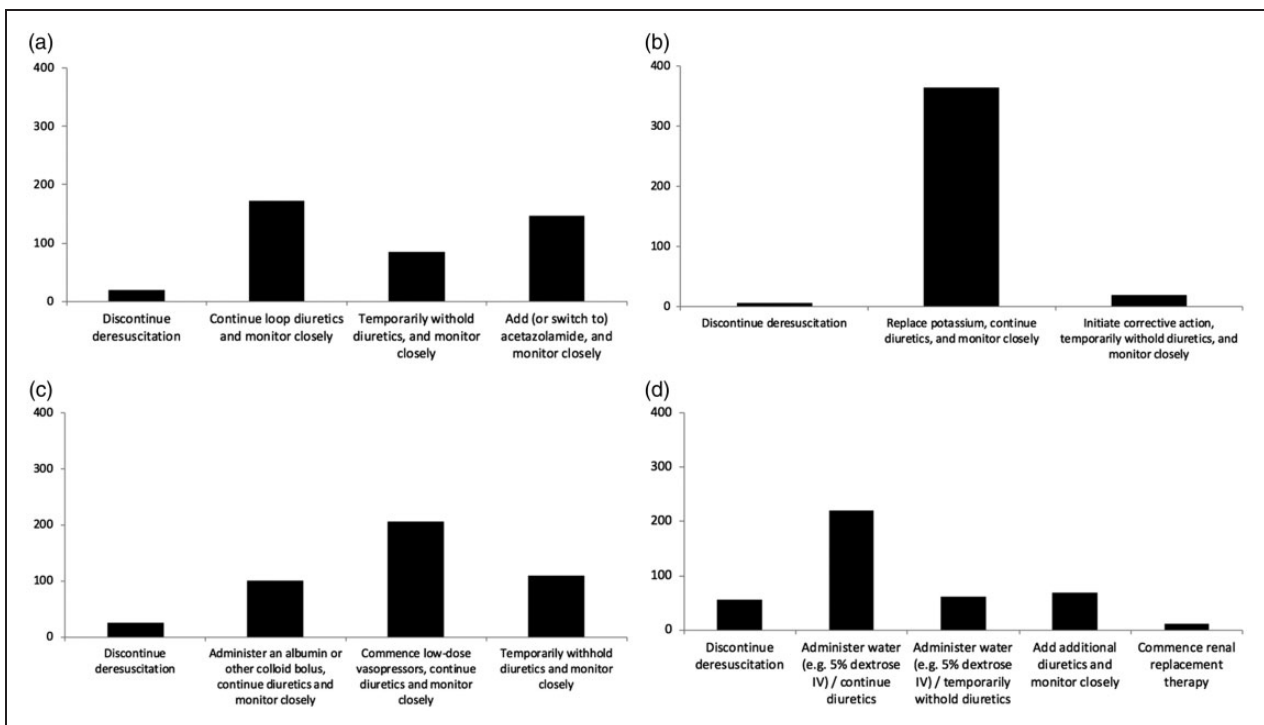 (a)
400
300
200
100
0
Discontinue
deresuscitation
Continue loop diuretics
and monitor closely
Temporarily withold
diuretics, and monitor
closely
Add (or switch to)
acetazolamide, and
monitor closely
(b)
400
300
200
100
0
Discontinue deresuscitation
Replace potassium, continue
diuretics, and monitor closely
Initiate corrective action,
temporarily withold diuretics, and
monitor closely
(c)
400
300
200
100
0
Discontinue
deresuscitation
Administer an albumin or
other colloid bolus,
continue diuretics and
monitor closely
Commence low-dose
vasopressors, continue
diuretics and monitor
closely
Temporarily withhold
diuretics and monitor
closely
(d)
400
300
200
100
0
Discontinue
deresuscitation
Administer water
(e.g. 5% dextrose
IV) / continue
diuretics
Administer water
(e.g. 5% dextrose
IV) / temporarily
withold diuretics
Add additional
diuretics and
monitor closely
Commence renal
replacement
therapy